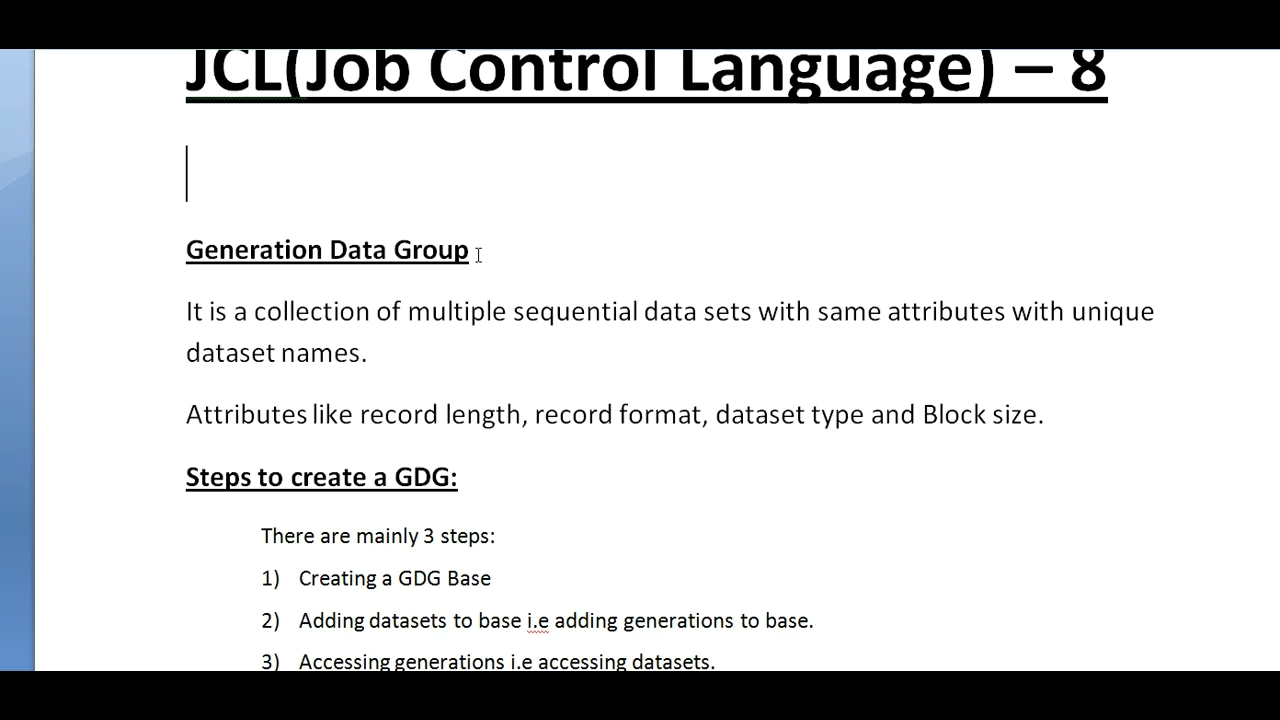 JCL(Job Control Language) – 8
Generation Data Group
It is a collection of multiple sequential data sets with same attributes with unique
dataset names.
Attributes like record length, record format, dataset type and Block size.
Steps to create a GDG:
There are mainly 3 steps:
1) Creating a GDG Base
2) Adding datasets to base i.e adding generations to base.
3) Accessing generations i.e accessing datasets.